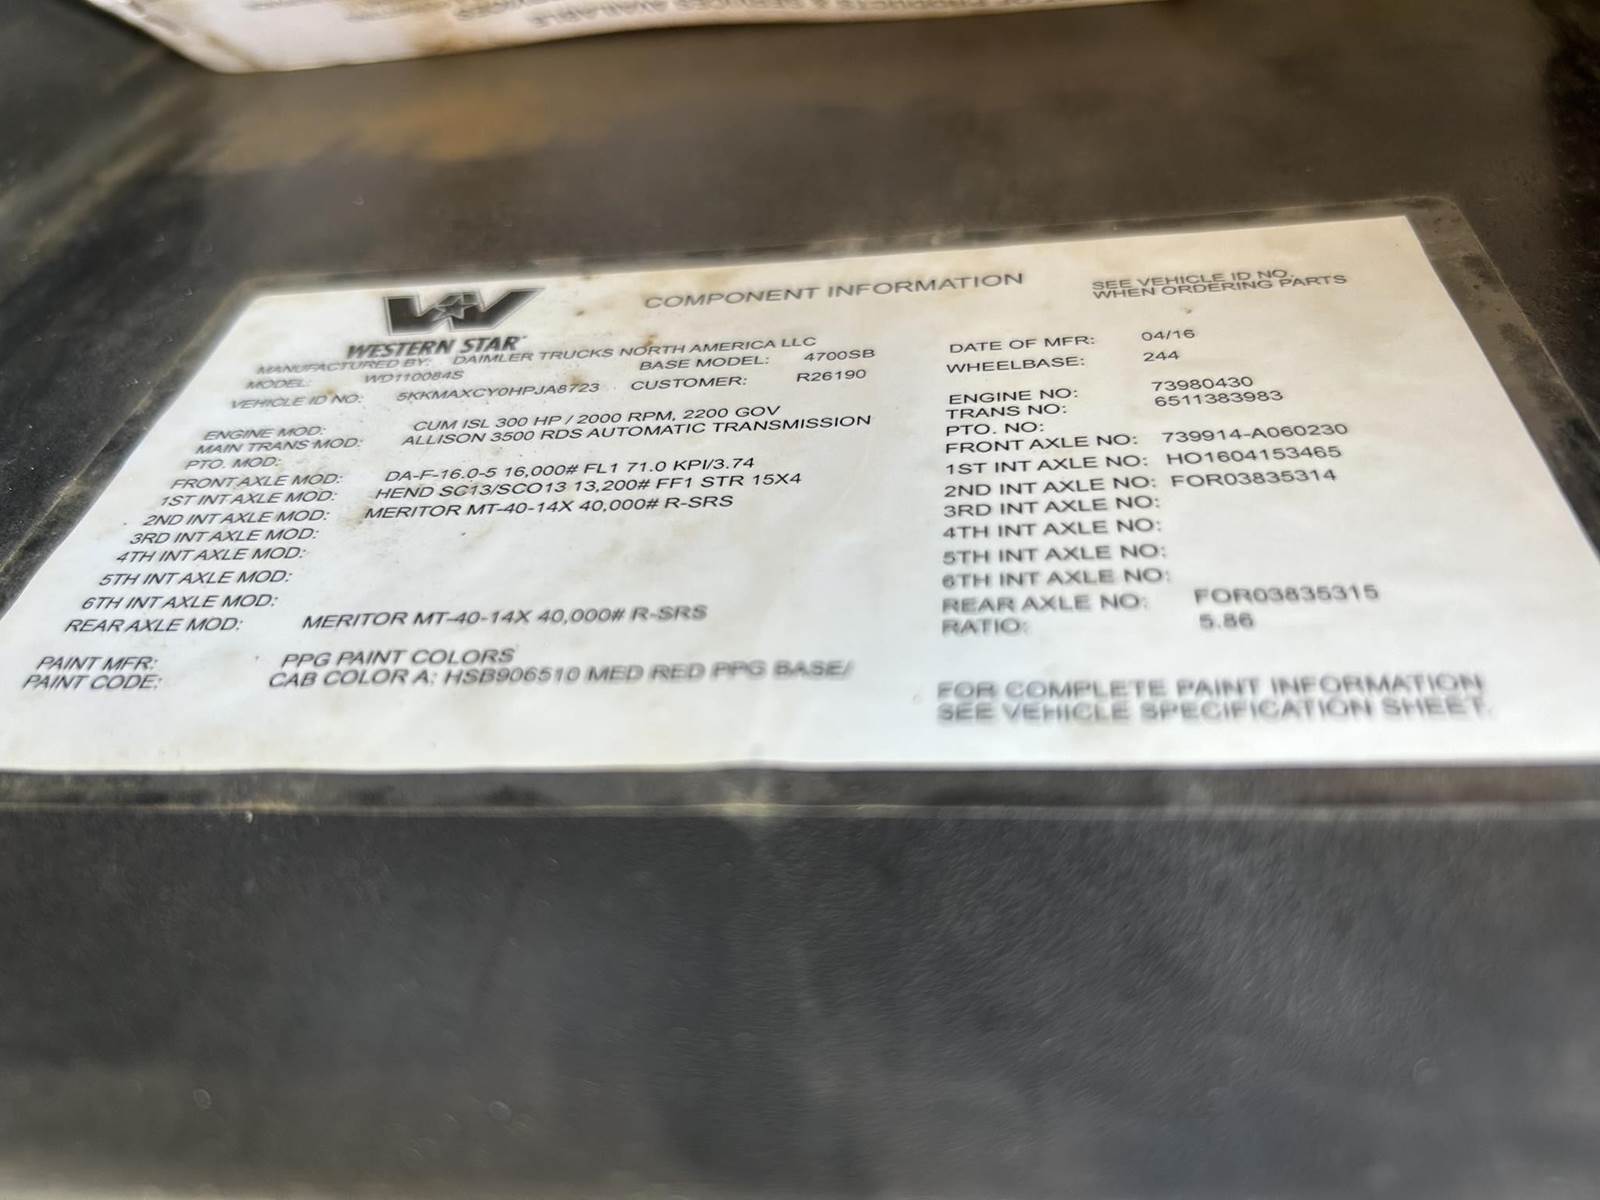 OF PRODUCTS & SERVICES AVAILABLE
COMPONENT INFORMATION
SEE VEHICLE ID NO.
WHEN ORDERING PARTS
WESTERN STAR
MANUFACTURED BY: DAIMLER TRUCKS NORTH AMERICA LLC
MODEL: WD110084S BASE MODEL: 4700SB
VEHICLE ID NO: 5KKMAXCY0HPJA8723 CUSTOMER: R26190
DATE OF MFR: 04/16
WHEELBASE: 244
ENGINE MOD: CUM ISL 300 HP / 2000 RPM, 2200 GOV
MAIN TRANS MOD: ALLISON 3500 RDS AUTOMATIC TRANSMISSION
PTO. MOD:
FRONT AXLE MOD: DA-F-16.0-5 16,000# FL1 71.0 KPI/3.74
1ST INT AXLE MOD: HEND SC13/SCO13 13,200# FF1 STR 15X4
2ND INT AXLE MOD: MERITOR MT-40-14X 40,000# R-SRS
3RD INT AXLE MOD:
4TH INT AXLE MOD:
5TH INT AXLE MOD:
6TH INT AXLE MOD:
REAR AXLE MOD: MERITOR MT-40-14X 40,000# R-SRS
ENGINE NO: 73980430
TRANS NO: 6511383983
PTO. NO:
FRONT AXLE NO: 739914-A060230
1ST INT AXLE NO: HO1604153465
2ND INT AXLE NO: FOR03835314
3RD INT AXLE NO:
4TH INT AXLE NO:
5TH INT AXLE NO:
6TH INT AXLE NO:
REAR AXLE NO: FOR03835315
RATIO: 5.86
PAINT MFR: PPG PAINT COLORS
PAINT CODE: CAB COLOR A: HSB906510 MED RED PPG BASE/
FOR COMPLETE PAINT INFORMATION
SEE VEHICLE SPECIFICATION SHEET.